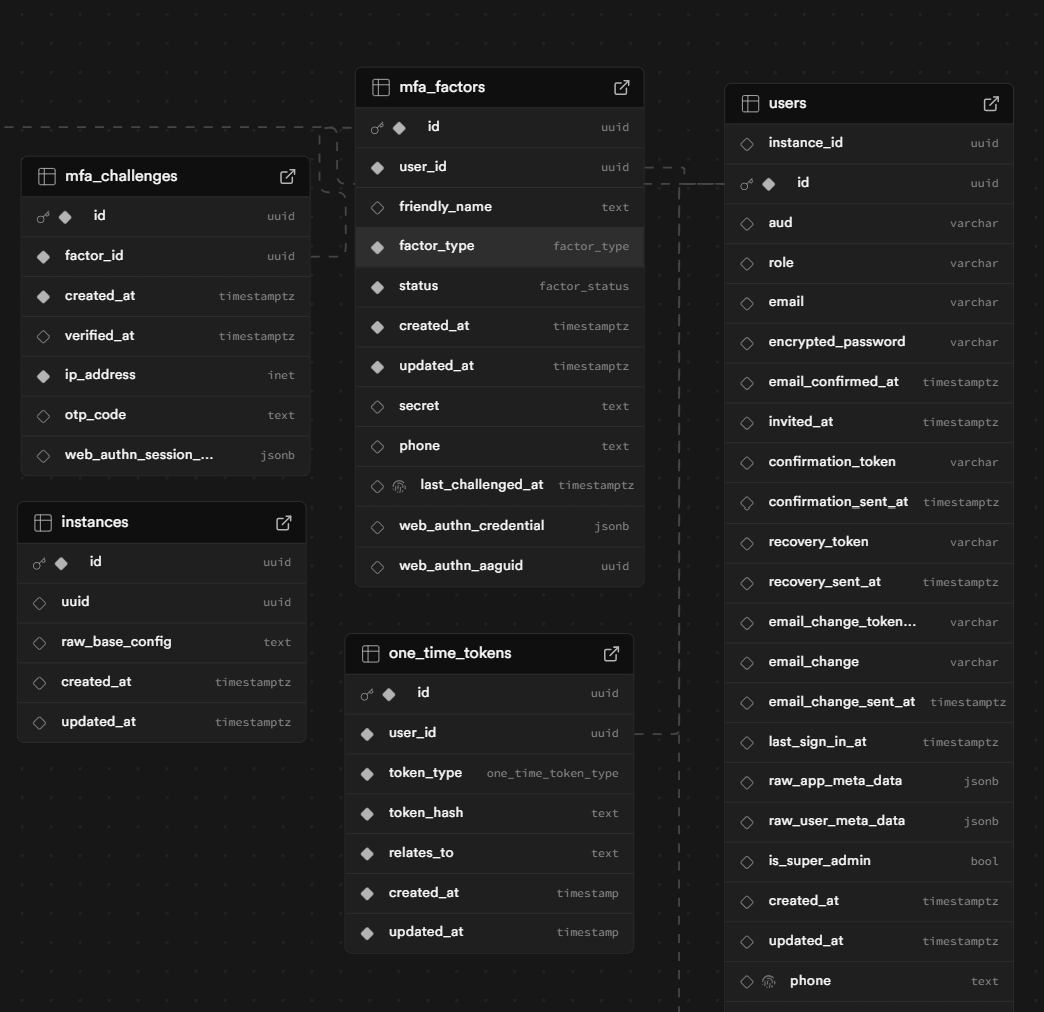 mfa_challenges
id uuid
factor_id uuid
created_at timestamptz
verified_at timestamptz
ip_address inet
otp_code text
web_authn_session_... jsonb
instances
id uuid
uuid uuid
raw_base_config text
created_at timestamptz
updated_at timestamptz
mfa_factors
id uuid
user_id uuid
friendly_name text
factor_type factor_type
status factor_status
created_at timestamptz
updated_at timestamptz
secret text
phone text
last_challenged_at timestamptz
web_authn_credential jsonb
web_authn_aaguid uuid
one_time_tokens
id uuid
user_id uuid
token_type one_time_token_type
token_hash text
relates_to text
created_at timestamp
updated_at timestamp
users
instance_id uuid
id uuid
aud varchar
role varchar
email varchar
encrypted_password varchar
email_confirmed_at timestamptz
invited_at timestamptz
confirmation_token varchar
confirmation_sent_at timestamptz
recovery_token varchar
recovery_sent_at timestamptz
email_change_token... varchar
email_change varchar
email_change_sent_at timestamptz
last_sign_in_at timestamptz
raw_app_meta_data jsonb
raw_user_meta_data jsonb
is_super_admin bool
created_at timestamptz
updated_at timestamptz
phone text